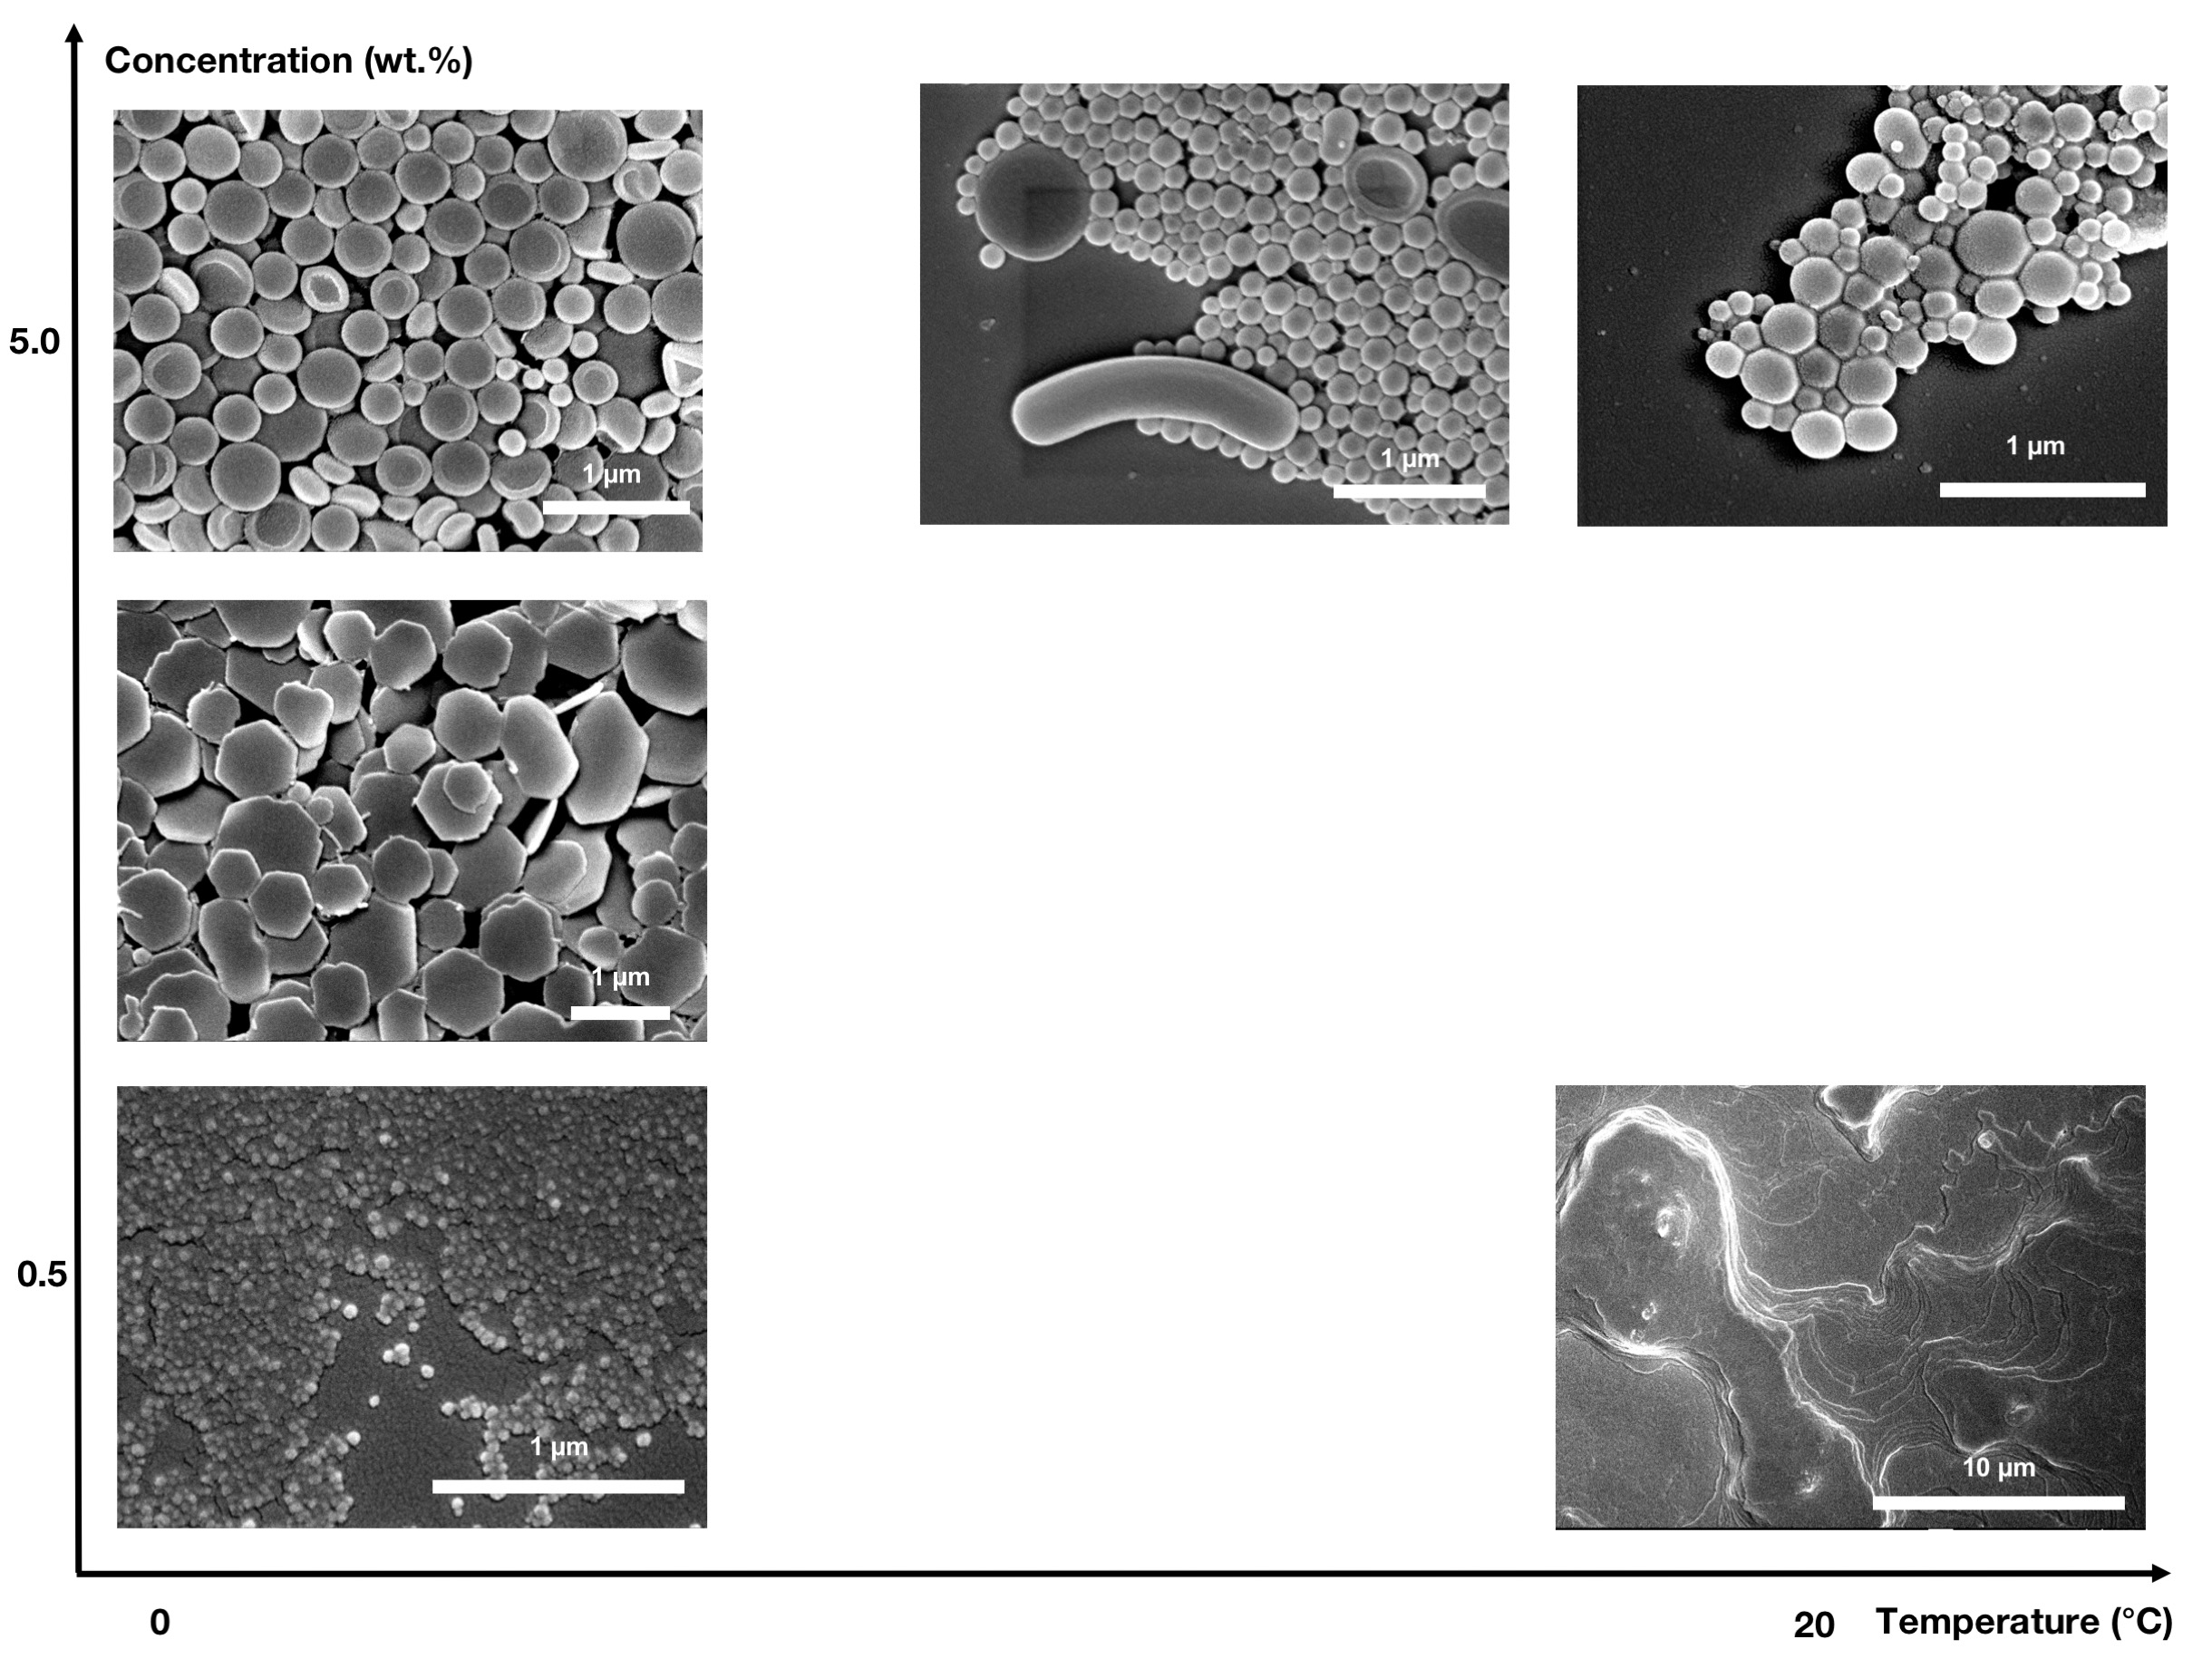 Concentration (wt.%)
5.0
1 µm
1 µm
1 µm
1 µm
0.5
1 µm
10 µm
0
20
Temperature (°C)